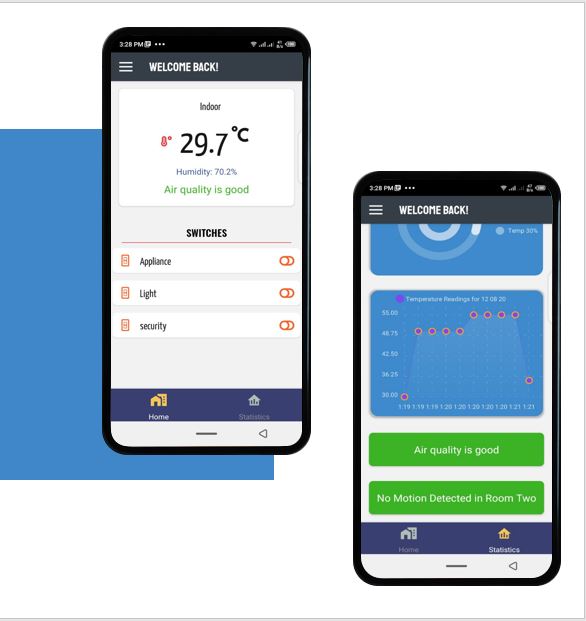 3:28 PM
WELCOME BACK!
Indoor
29.7 °C
Humidity: 70.2%
Air quality is good
SWITCHES
Appliance
Light
security
Home
Statistics
3:28 PM
WELCOME BACK!
Temp 30%
Temperature Readings for 12 08 20
55.00
48.75
42.50
36.25
30.00
1:19 1:19 1:19 1:20 1:20 1:20 1:20 1:20 1:21 1:21
Air quality is good
No Motion Detected in Room Two
Home
Statistics